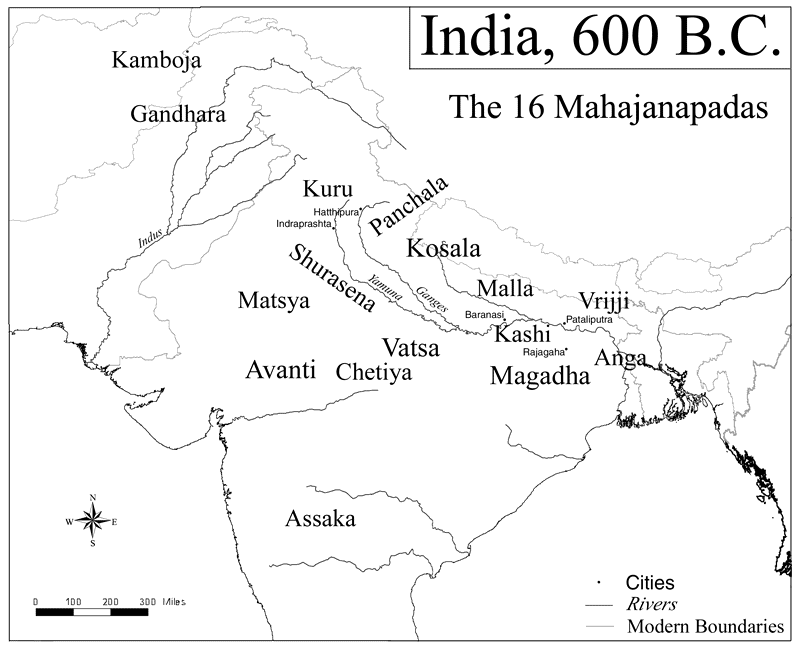 India, 600 B.C.
The 16 Mahajanapadas
Kamboja
Gandhara
Kuru
Hatthipura
Indraprashta
Panchala
Indus
Kosala
Shurasena
Yamuna
Ganges
Malla
Vrijji
Matsya
Baranasi
Pataliputra
Kashi
Vatsa
Rajagaha
Anga
Avanti
Chetiya
Magadha
Assaka
N
W E
S
0 100 200 300 Miles
Cities
Rivers
Modern Boundaries